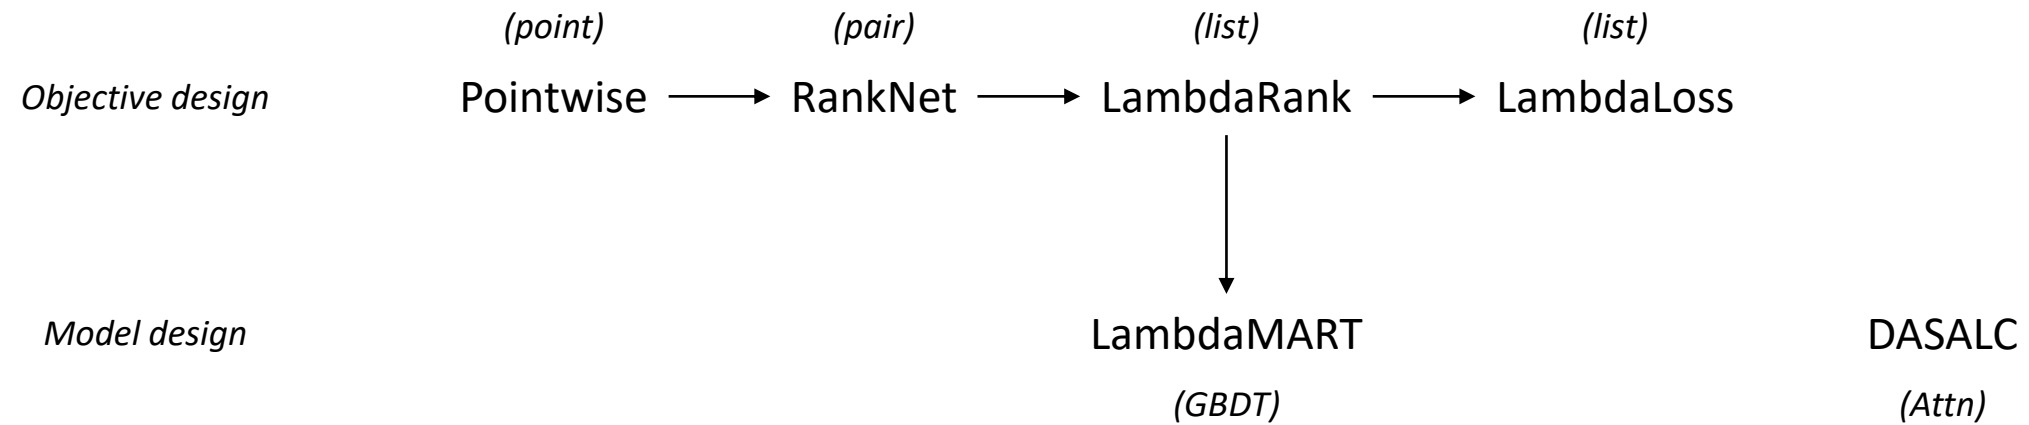 (point) (pair) (list) (list)
Objective design Pointwise RankNet LambdaRank LambdaLoss
Model design LambdaMART DASALC
(GBDT) (Attn)